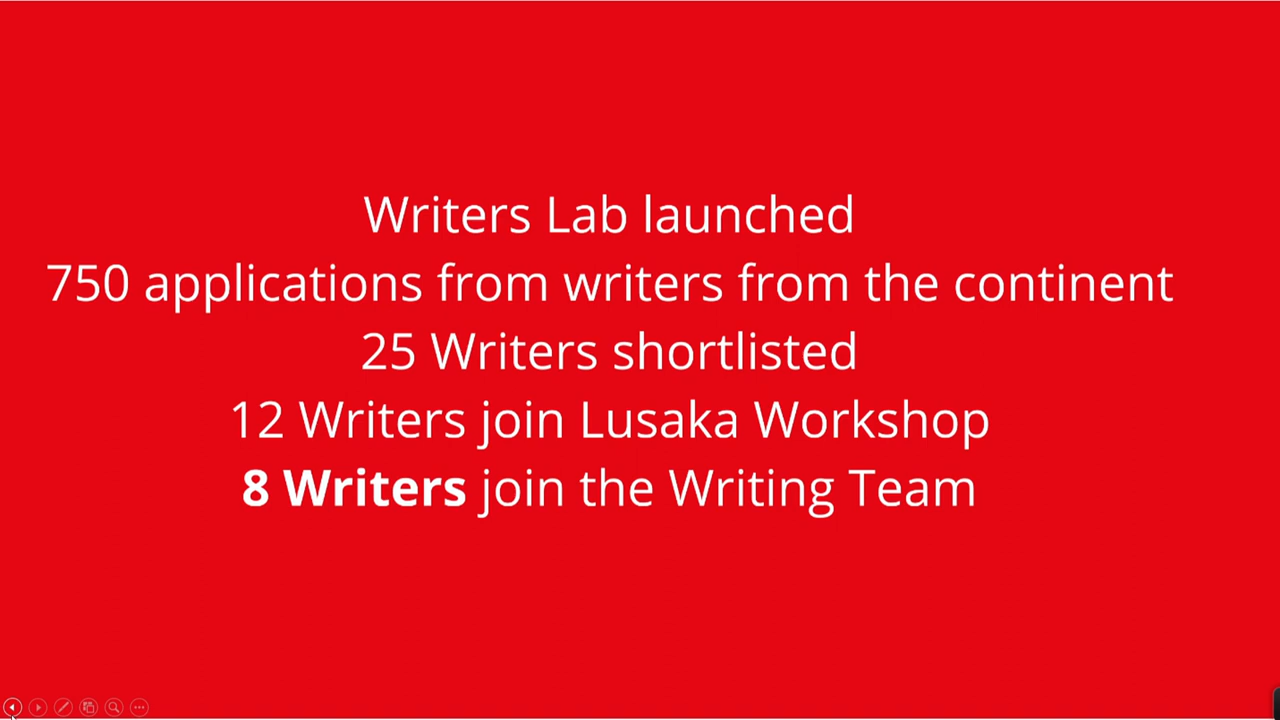 Writers Lab launched
750 applications from writers from the continent
25 Writers shortlisted
12 Writers join Lusaka Workshop
8 Writers join the Writing Team